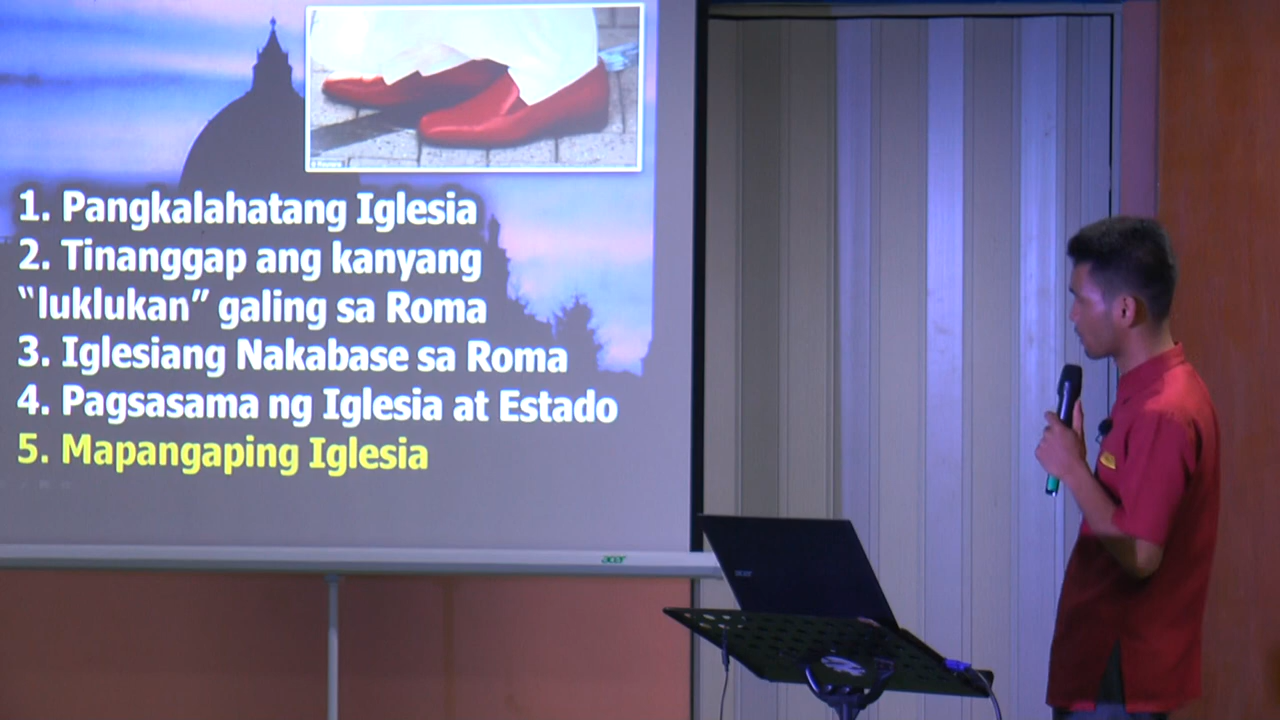 1. Pangkalahatang Iglesia
2. Tinanggap ang kanyang
“luklukan” galing sa Roma
3. Iglesiang Nakabase sa Roma
4. Pagsasama ng Iglesia at Estado
5. Mapangaping Iglesia
acer
acer